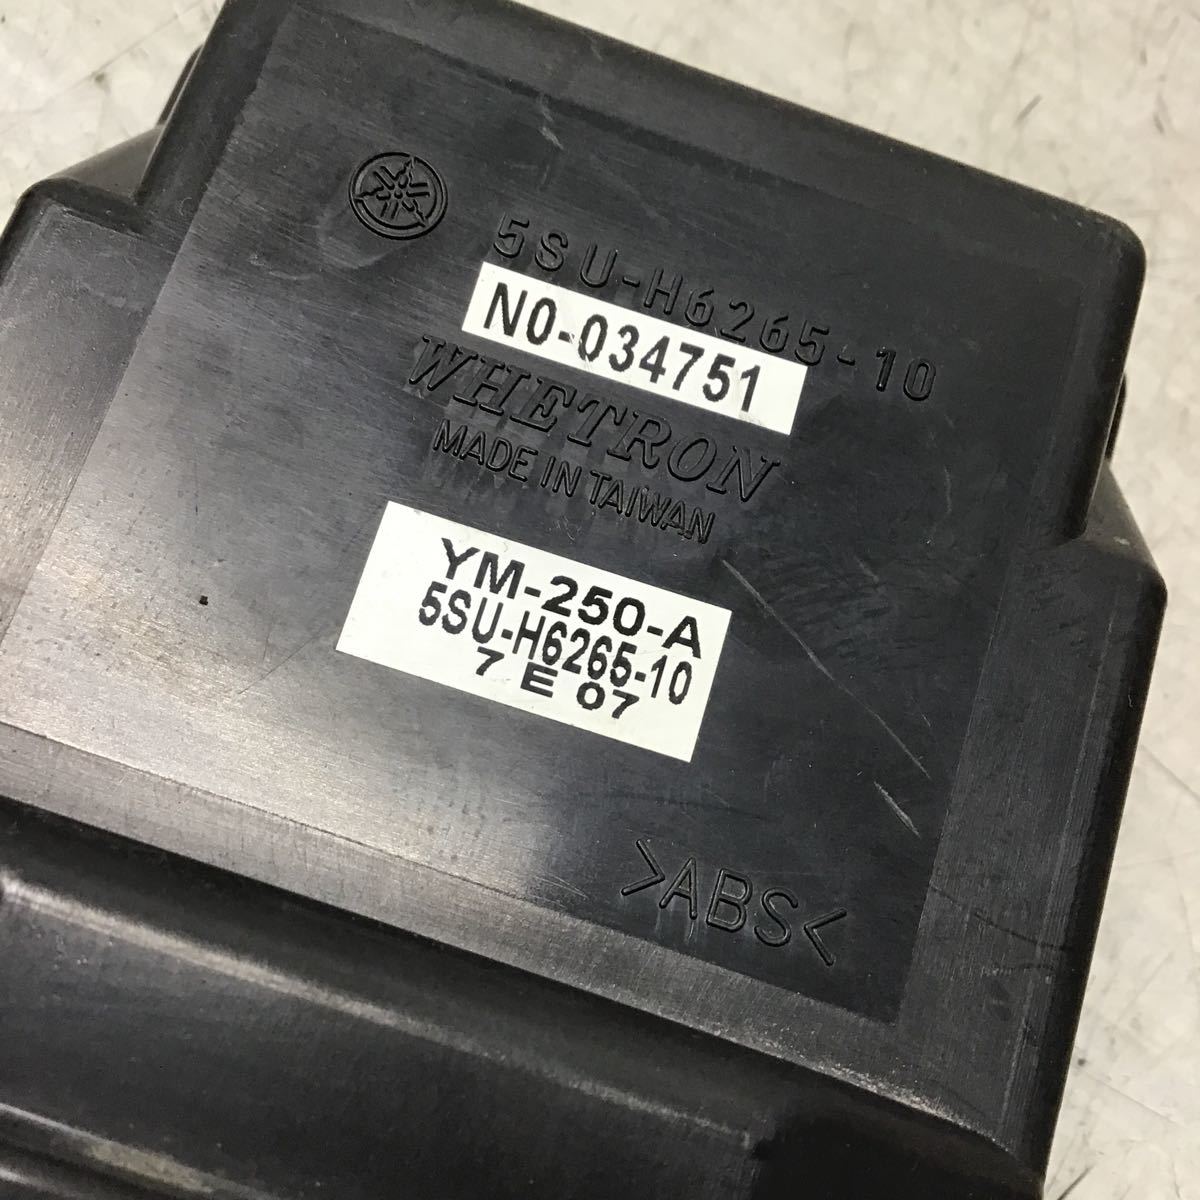 5SU-H6265-10
N0-034751
WHETRON
MADE IN TAIWAN
YM-250-A
5SU-H6265-10
7 E 07
>ABS<